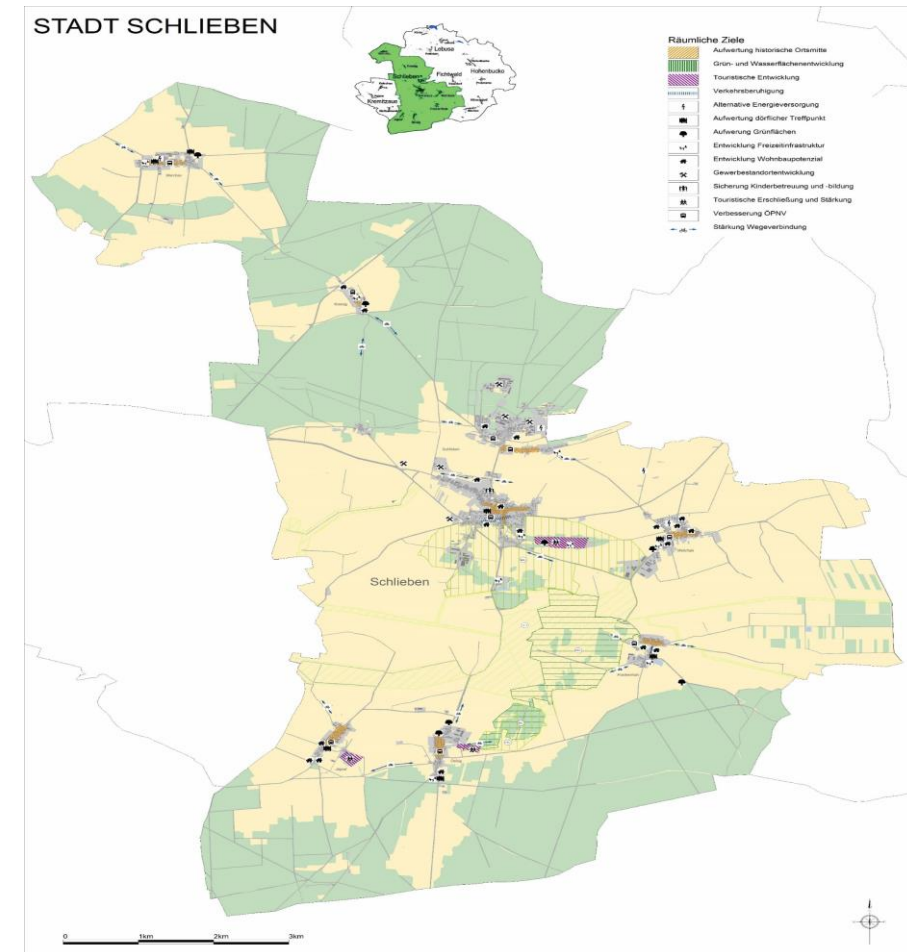 STADT SCHLIEBEN
Lebusa
Hohenbucko
Fichtwald
Schlieben
Kremitzaue
Räumliche Ziele
Aufwertung historische Ortsmitte
Grün- und Wasserflächenentwicklung
Touristische Entwicklung
Verkehrsberuhigung
Alternative Energieversorgung
Aufwertung dörflicher Treffpunkt
Aufwerung Grünflächen
Entwicklung Freizeitinfrastruktur
Entwicklung Wohnbaupotenzial
Gewerbestandortentwicklung
Sicherung Kinderbetreuung und -bildung
Touristische Erschließung und Stärkung
Verbesserung ÖPNV
Stärkung Wegeverbindung
Schlieben
0 1km 2km 3km